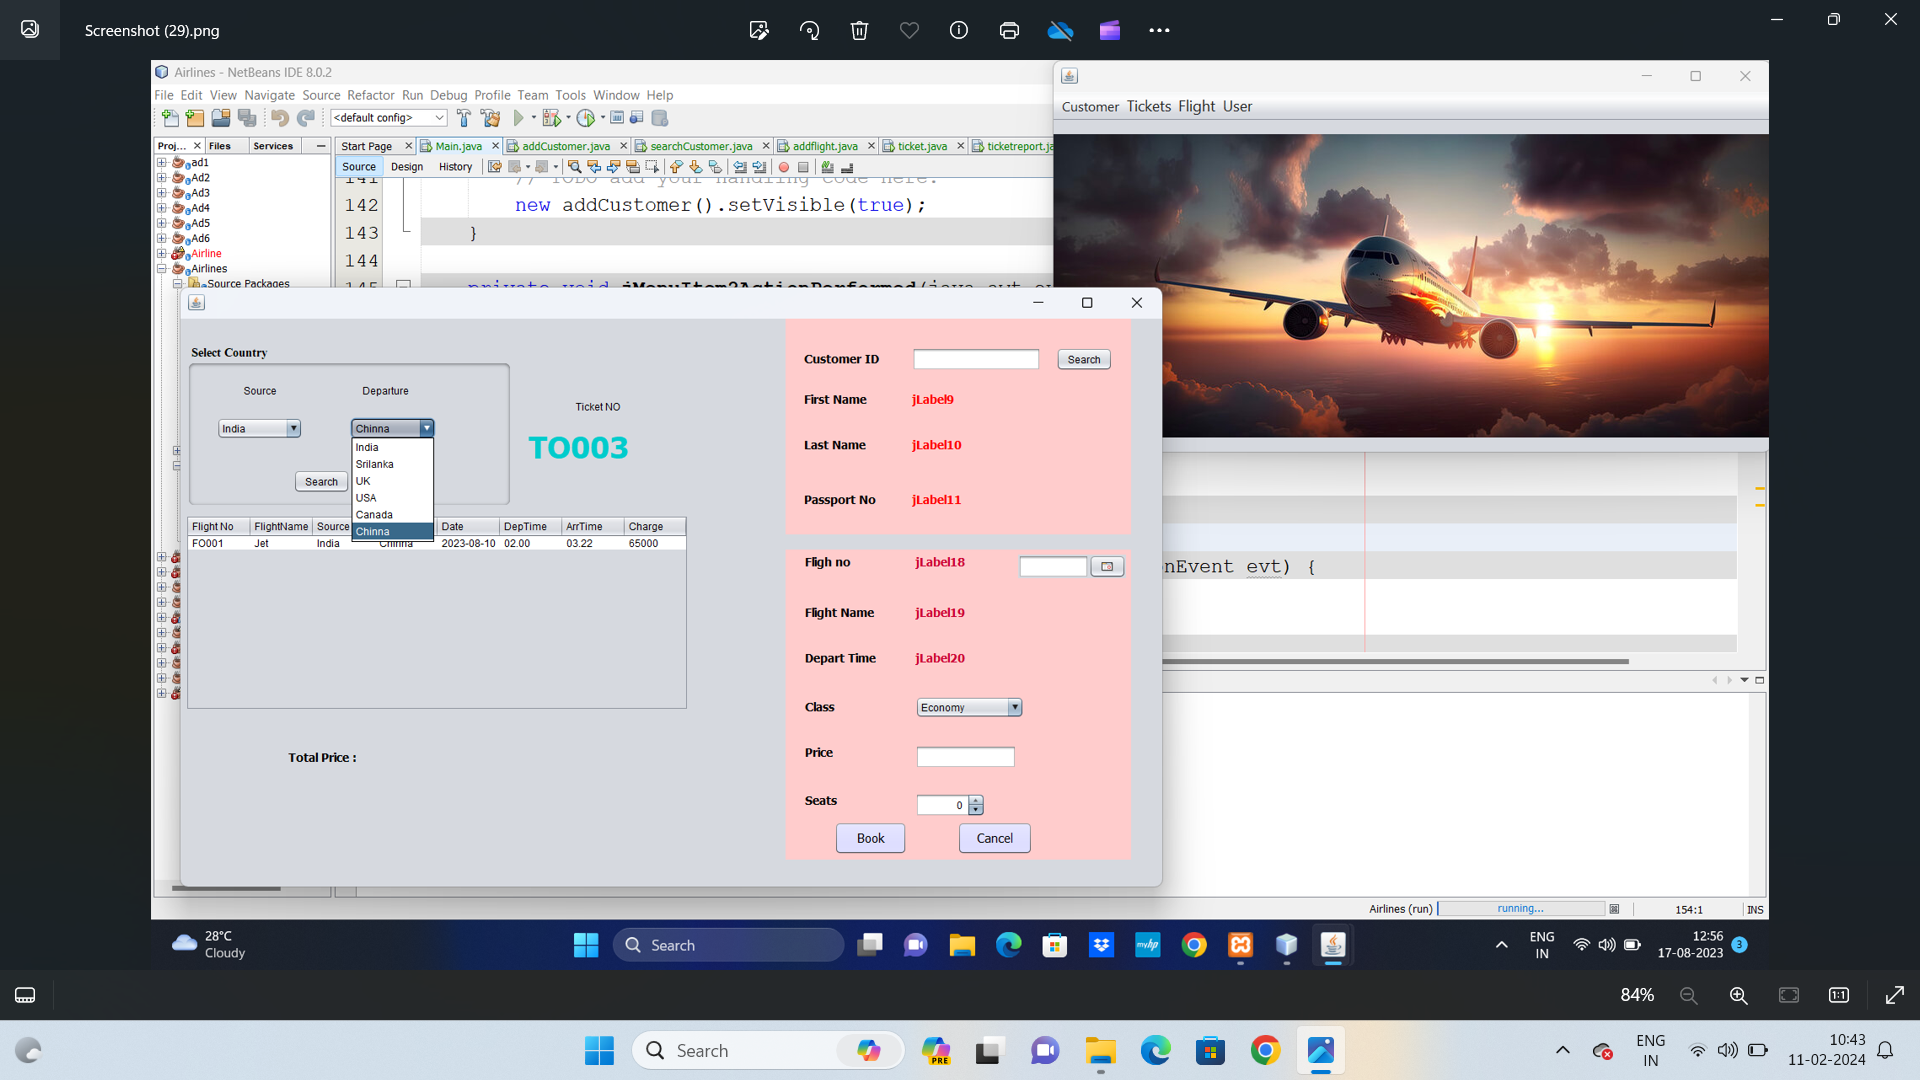 Screenshot (29).png
Airlines - NetBeans IDE 8.0.2
File Edit View Navigate Source Refactor Run Debug Profile Team Tools Window Help
<default config>
Proj... Files Services
Start Page Main.java addCustomer.java searchCustomer.java addflight.java ticket.java ticketreport.ja
Source Design History
ad1
Ad2
Ad3
Ad4
Ad5
Ad6
Airline
Airlines
Source Packages
141 // TODO add your handling code here:
142 new addCustomer().setVisible(true);
143 }
144
145 private void jMenuItem2ActionPerformed(java.awt.ev
Customer Tickets Flight User
Select Country
Source Departure
India Chinna
India
Srilanka
UK
USA
Canada
Chinna
Search
Ticket NO
TO003
Flight No FlightName Source Date DepTime ArrTime Charge
FO001 Jet India Chinna 2023-08-10 02.00 03.22 65000
Total Price :
Customer ID Search
First Name jLabel9
Last Name jLabel10
Passport No jLabel11
Fligh no jLabel18
Flight Name jLabel19
Depart Time jLabel20
Class Economy
Price
Seats 0
Book Cancel
nEvent evt) {
Airlines (run) running... 154:1 INS
28°C
Cloudy
Search
myhp
ENG
IN
12:56
17-08-2023
3
84%
1:1
Search
PRE
ENG
IN
10:43
11-02-2024